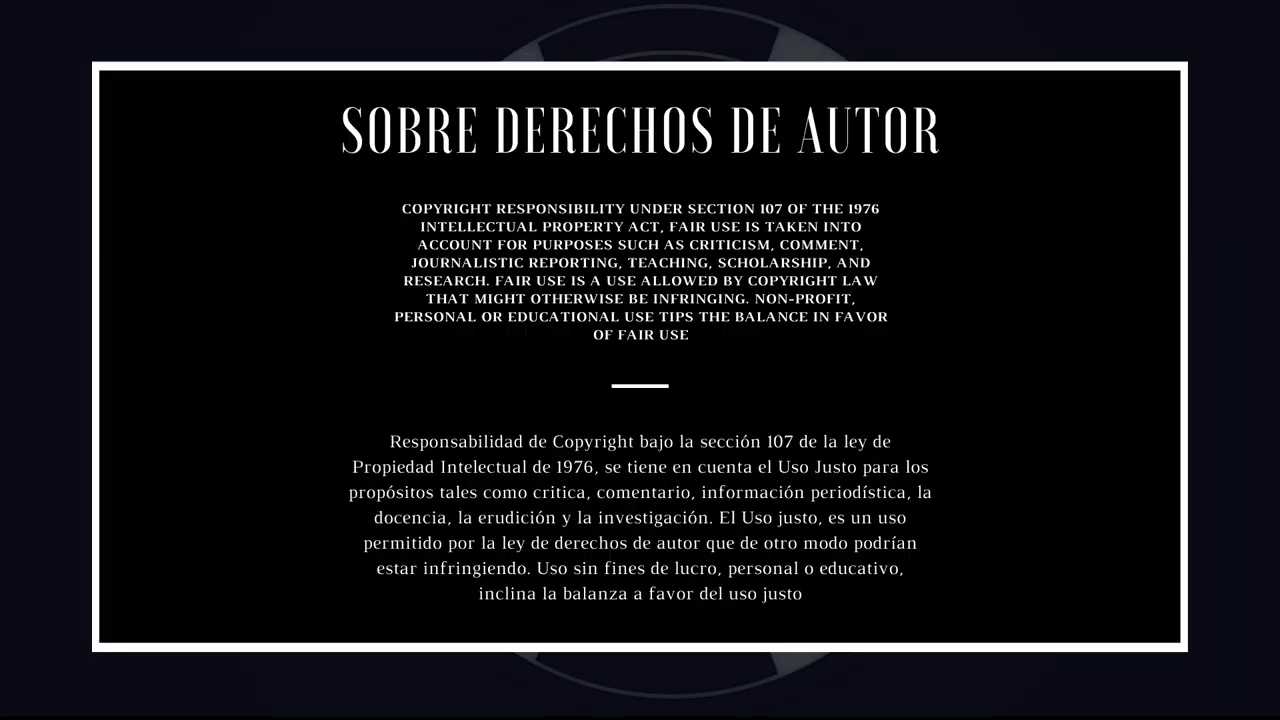 SOBRE DERECHOS DE AUTOR
COPYRIGHT RESPONSIBILITY UNDER SECTION 107 OF THE 1976
INTELLECTUAL PROPERTY ACT, FAIR USE IS TAKEN INTO
ACCOUNT FOR PURPOSES SUCH AS CRITICISM, COMMENT,
JOURNALISTIC REPORTING, TEACHING, SCHOLARSHIP, AND
RESEARCH. FAIR USE IS A USE ALLOWED BY COPYRIGHT LAW
THAT MIGHT OTHERWISE BE INFRINGING. NON-PROFIT,
PERSONAL OR EDUCATIONAL USE TIPS THE BALANCE IN FAVOR
OF FAIR USE
Responsabilidad de Copyright bajo la sección 107 de la ley de
Propiedad Intelectual de 1976, se tiene en cuenta el Uso Justo para los
propósitos tales como critica, comentario, información periodística, la
docencia, la erudición y la investigación. El Uso justo, es un uso
permitido por la ley de derechos de autor que de otro modo podrían
estar infringiendo. Uso sin fines de lucro, personal o educativo,
inclina la balanza a favor del uso justo